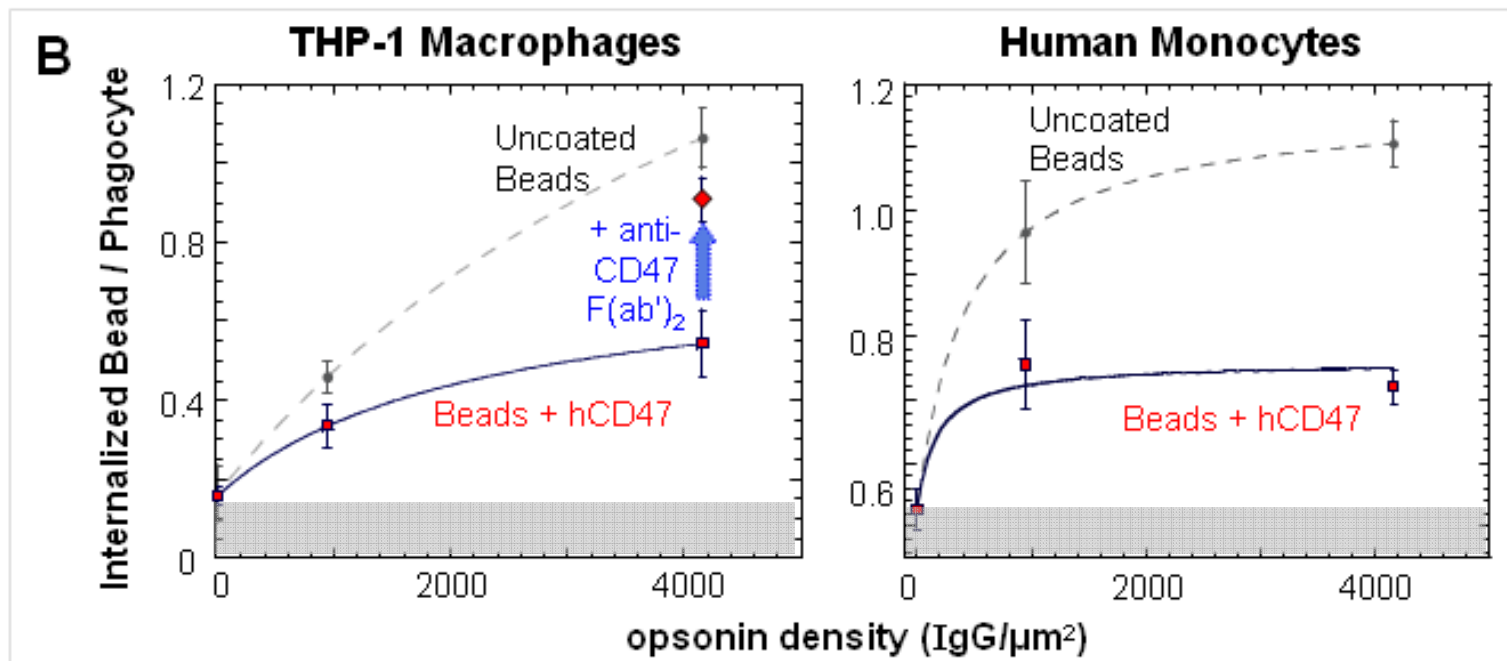 B
THP-1 Macrophages
Human Monocytes
Internalized Bead / Phagocyte
1.2
0.8
0.4
0
Uncoated
Beads
+ anti-
CD47
F(ab')₂
Beads + hCD47
0
2000
4000
1.2
1.0
0.8
0.6
Uncoated
Beads
Beads + hCD47
0
2000
4000
opsonin density (IgG/µm²)